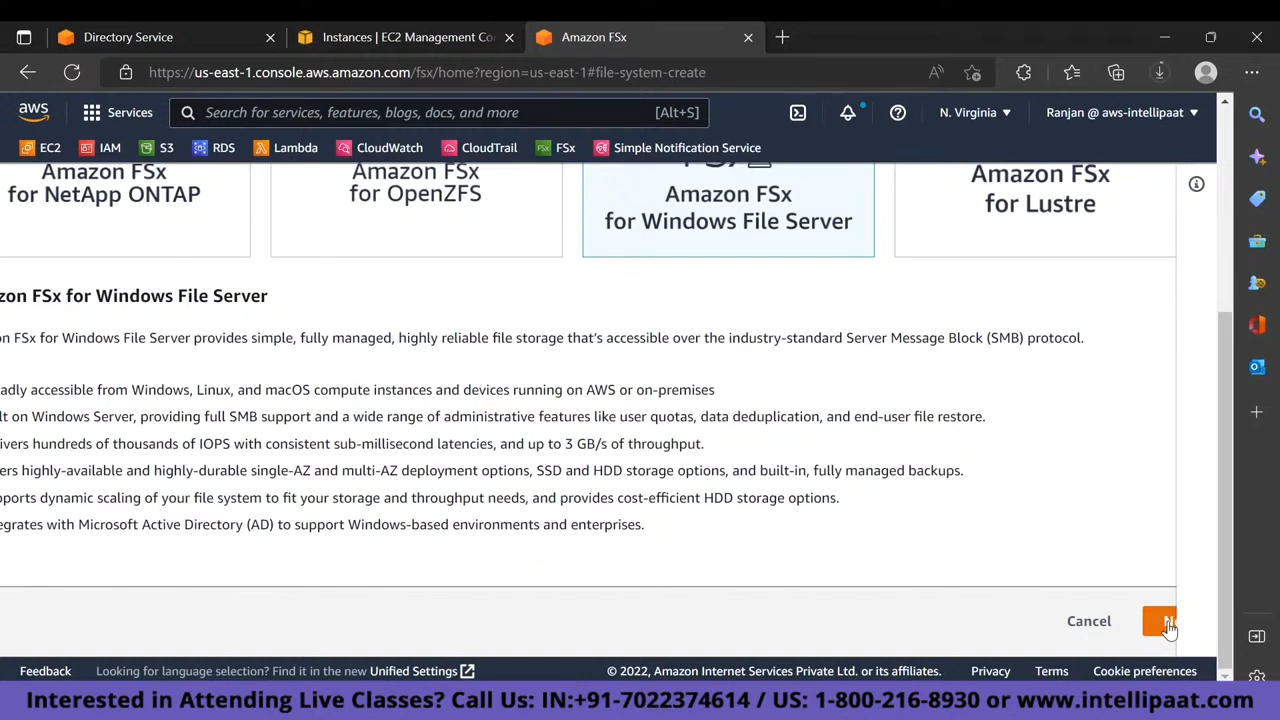 Directory Service
Instances | EC2 Management Co
Amazon FSx
https://us-east-1.console.aws.amazon.com/fsx/home?region=us-east-1#file-system-create
aws
Services
Search for services, features, blogs, docs, and more
[Alt+S]
N. Virginia
Ranjan @ aws-intellipaat
EC2
IAM
S3
RDS
Lambda
CloudWatch
CloudTrail
FSx
Simple Notification Service
Amazon FSx
for NetApp ONTAP
Amazon FSx
for OpenZFS
Amazon FSx
for Windows File Server
Amazon FSx
for Lustre
zon FSx for Windows File Server
on FSx for Windows File Server provides simple, fully managed, highly reliable file storage that's accessible over the industry-standard Server Message Block (SMB) protocol.
adly accessible from Windows, Linux, and macOS compute instances and devices running on AWS or on-premises
lt on Windows Server, providing full SMB support and a wide range of administrative features like user quotas, data deduplication, and end-user file restore.
ivers hundreds of thousands of IOPS with consistent sub-millisecond latencies, and up to 3 GB/s of throughput.
ers highly-available and highly-durable single-AZ and multi-AZ deployment options, SSD and HDD storage options, and built-in, fully managed backups.
pports dynamic scaling of your file system to fit your storage and throughput needs, and provides cost-efficient HDD storage options.
egrates with Microsoft Active Directory (AD) to support Windows-based environments and enterprises.
Cancel
Feedback
Looking for language selection? Find it in the new Unified Settings
© 2022, Amazon Internet Services Private Ltd. or its affiliates.
Privacy
Terms
Cookie preferences
Interested in Attending Live Classes? Call Us: IN:+91-7022374614 / US: 1-800-216-8930 or www.intellipaat.com